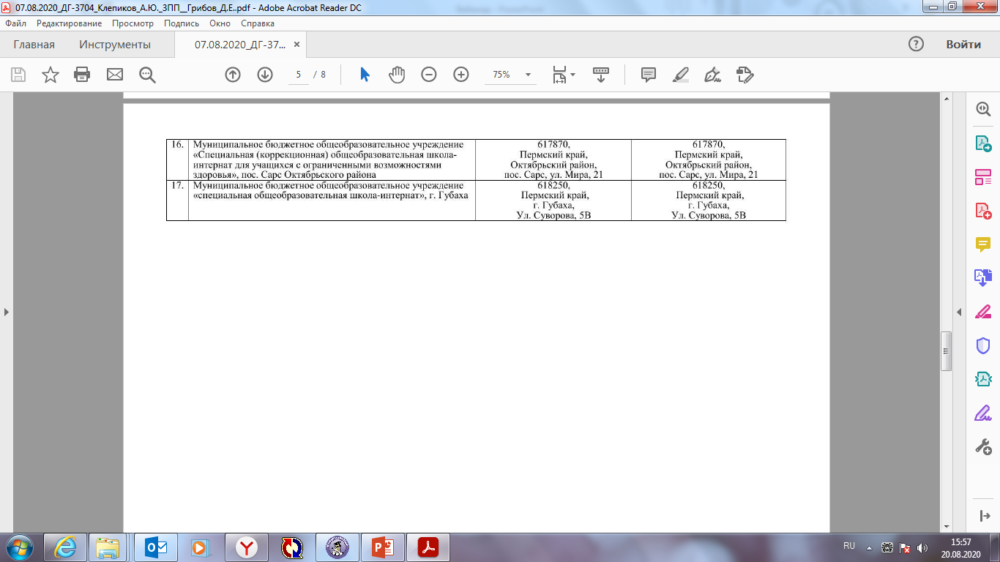 07.08.2020_ДГ-3704_Клепиков_А.Ю._ЗПП__Грибов_Д.Е..pdf - Adobe Acrobat Reader DC
Файл Редактирование Просмотр Подпись Окно Справка
Главная Инструменты 07.08.2020_ДГ-37... × Войти
5 / 8 75%
16. Муниципальное бюджетное общеобразовательное учреждение 617870, 617870,
«Специальная (коррекционная) общеобразовательная школа- Пермский край, Пермский край,
интернат для учащихся с ограниченными возможностями Октябрьский район, Октябрьский район,
здоровья», пос. Сарс Октябрьского района пос. Сарс, ул. Мира, 21 пос. Сарс, ул. Мира, 21
17. Муниципальное бюджетное общеобразовательное учреждение 618250, 618250,
«специальная общеобразовательная школа-интернат», г. Губаха Пермский край, Пермский край,
г. Губаха, г. Губаха,
Ул. Суворова, 5В Ул. Суворова, 5В
RU 15:57
20.08.2020